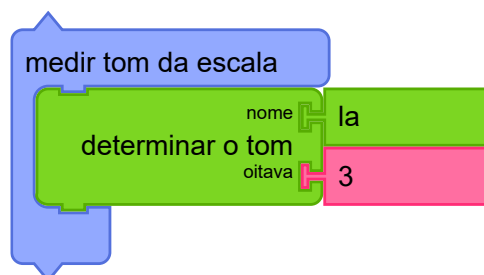 medir tom da escala
nome
la
determinar o tom
oitava
3